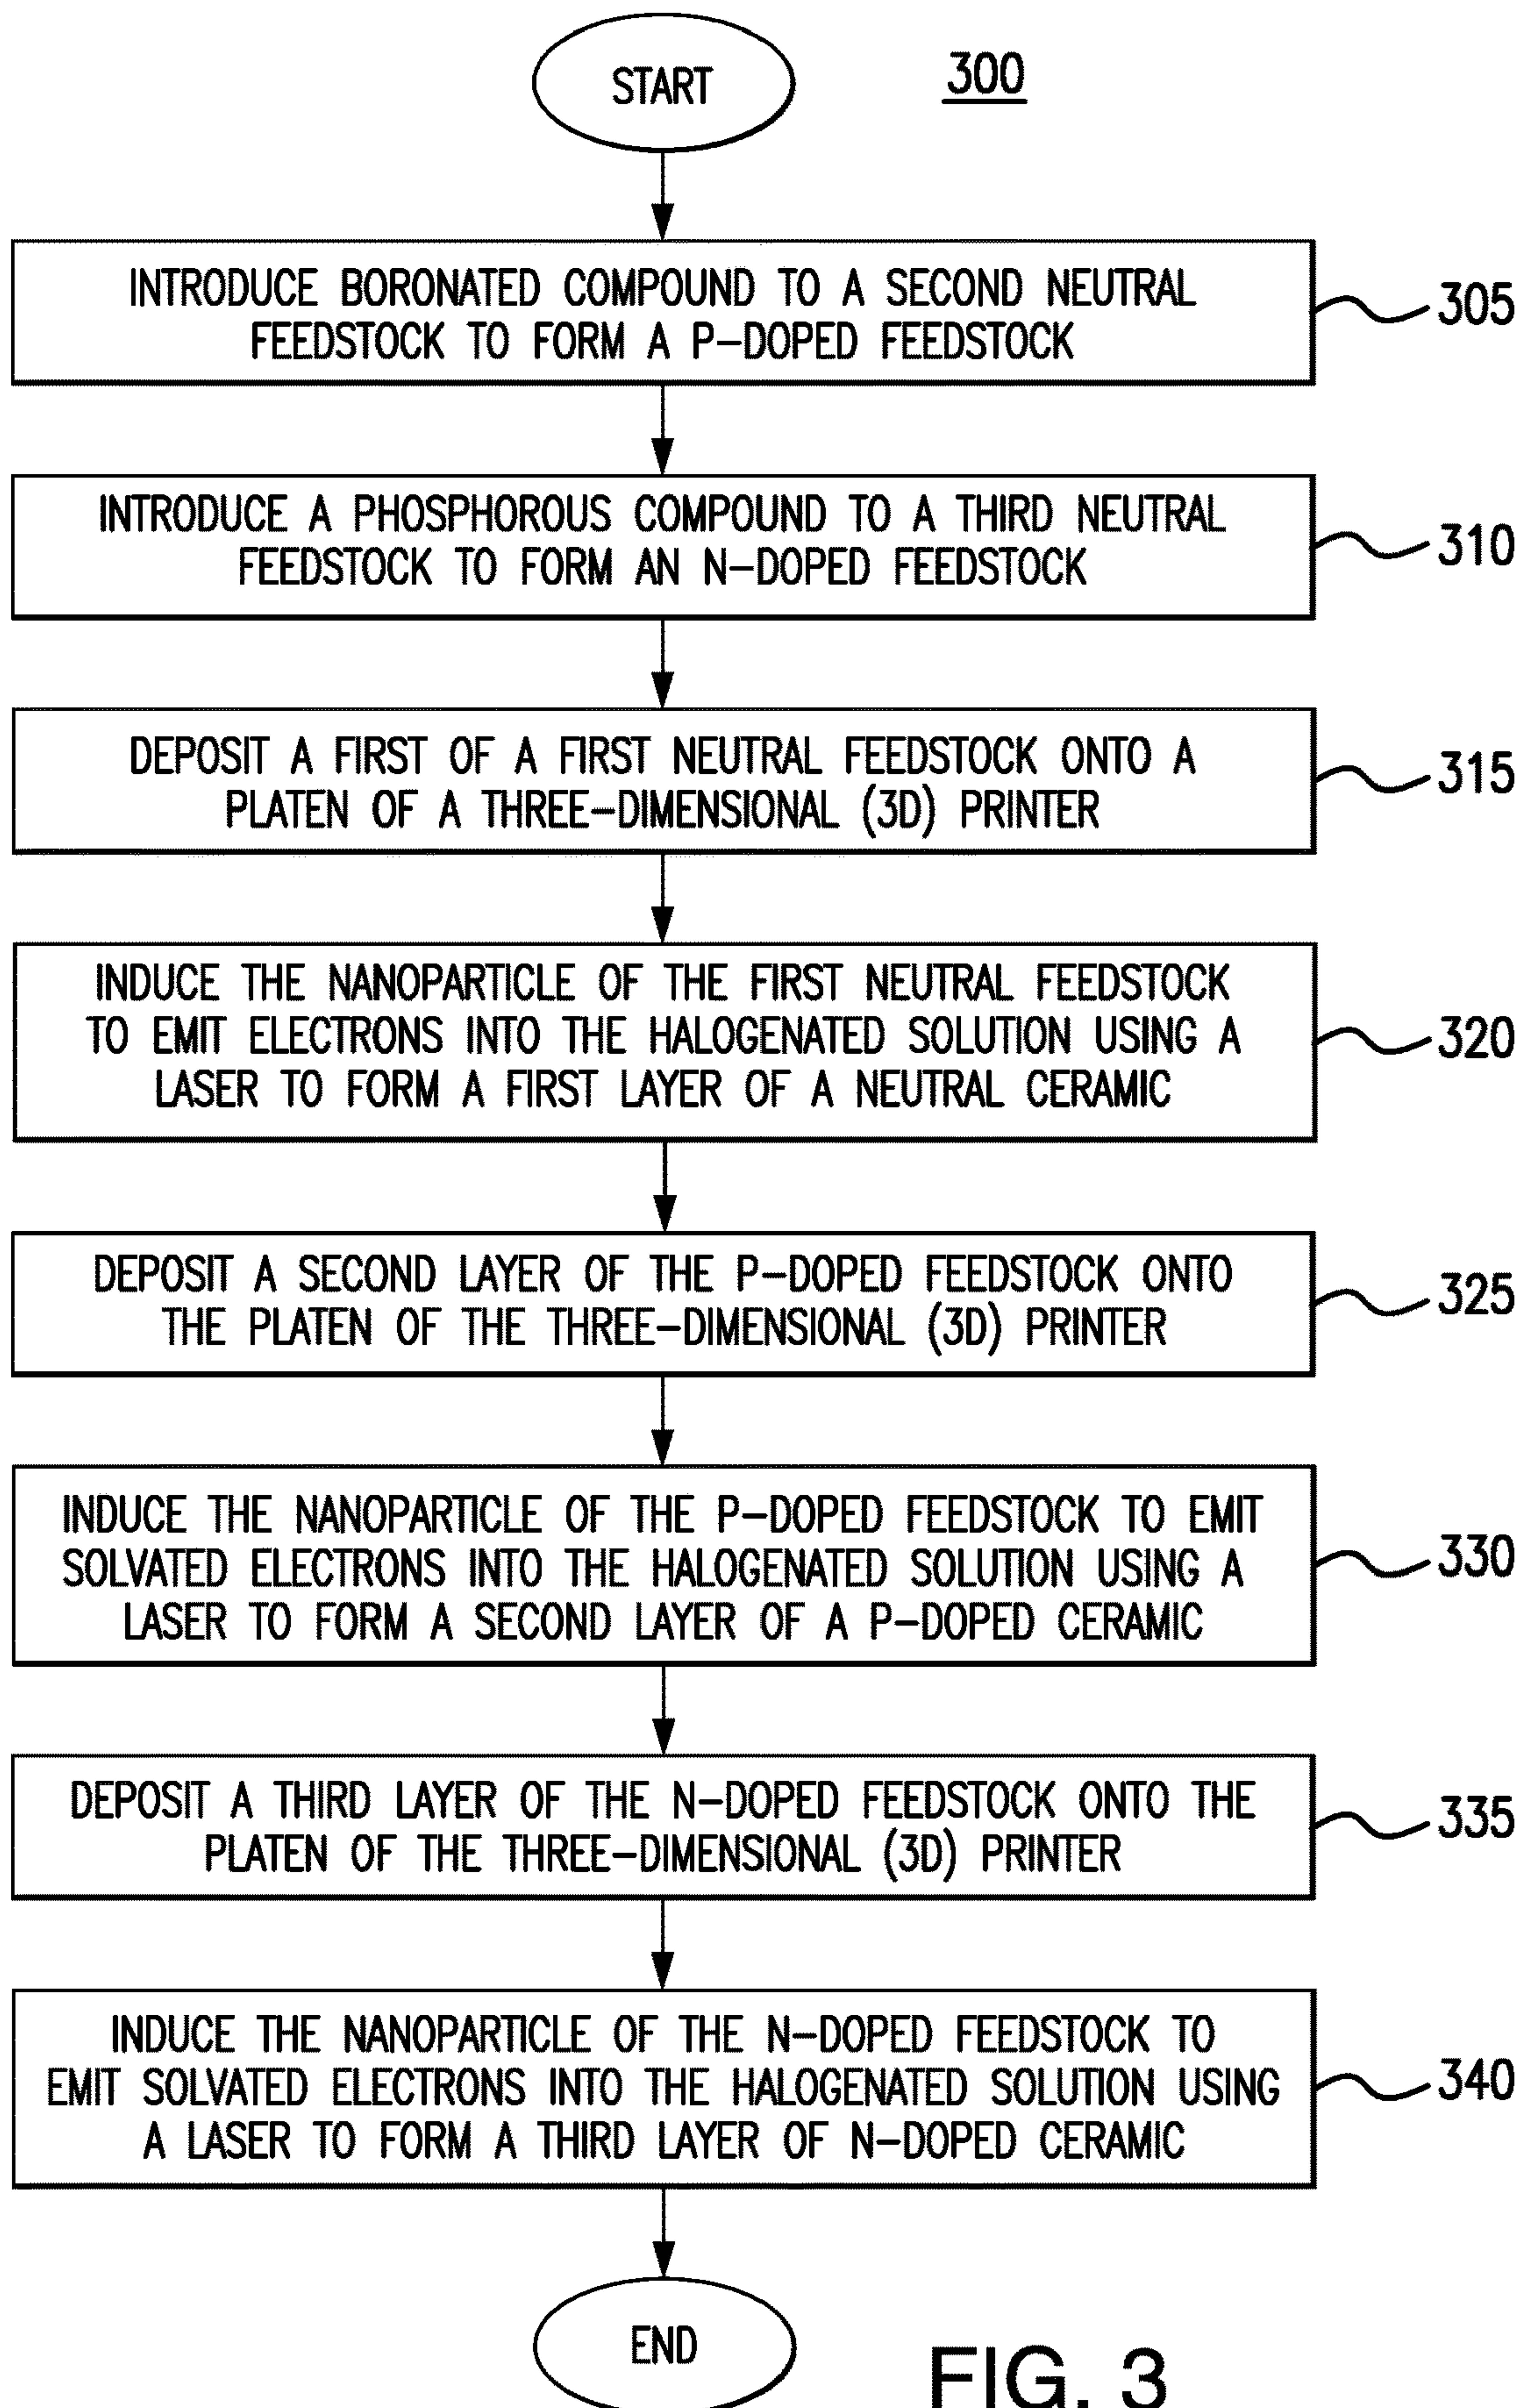 START
300
INTRODUCE BORONATED COMPOUND TO A SECOND NEUTRAL
FEEDSTOCK TO FORM A P-DOPED FEEDSTOCK
305
INTRODUCE A PHOSPHOROUS COMPOUND TO A THIRD NEUTRAL
FEEDSTOCK TO FORM AN N-DOPED FEEDSTOCK
310
DEPOSIT A FIRST OF A FIRST NEUTRAL FEEDSTOCK ONTO A
PLATEN OF A THREE-DIMENSIONAL (3D) PRINTER
315
INDUCE THE NANOPARTICLE OF THE FIRST NEUTRAL FEEDSTOCK
TO EMIT ELECTRONS INTO THE HALOGENATED SOLUTION USING A
LASER TO FORM A FIRST LAYER OF A NEUTRAL CERAMIC
320
DEPOSIT A SECOND LAYER OF THE P-DOPED FEEDSTOCK ONTO
THE PLATEN OF THE THREE-DIMENSIONAL (3D) PRINTER
325
INDUCE THE NANOPARTICLE OF THE P-DOPED FEEDSTOCK TO EMIT
SOLVATED ELECTRONS INTO THE HALOGENATED SOLUTION USING A
LASER TO FORM A SECOND LAYER OF A P-DOPED CERAMIC
330
DEPOSIT A THIRD LAYER OF THE N-DOPED FEEDSTOCK ONTO THE
PLATEN OF THE THREE-DIMENSIONAL (3D) PRINTER
335
INDUCE THE NANOPARTICLE OF THE N-DOPED FEEDSTOCK TO
EMIT SOLVATED ELECTRONS INTO THE HALOGENATED SOLUTION USING
A LASER TO FORM A THIRD LAYER OF N-DOPED CERAMIC
340
END
FIG. 3